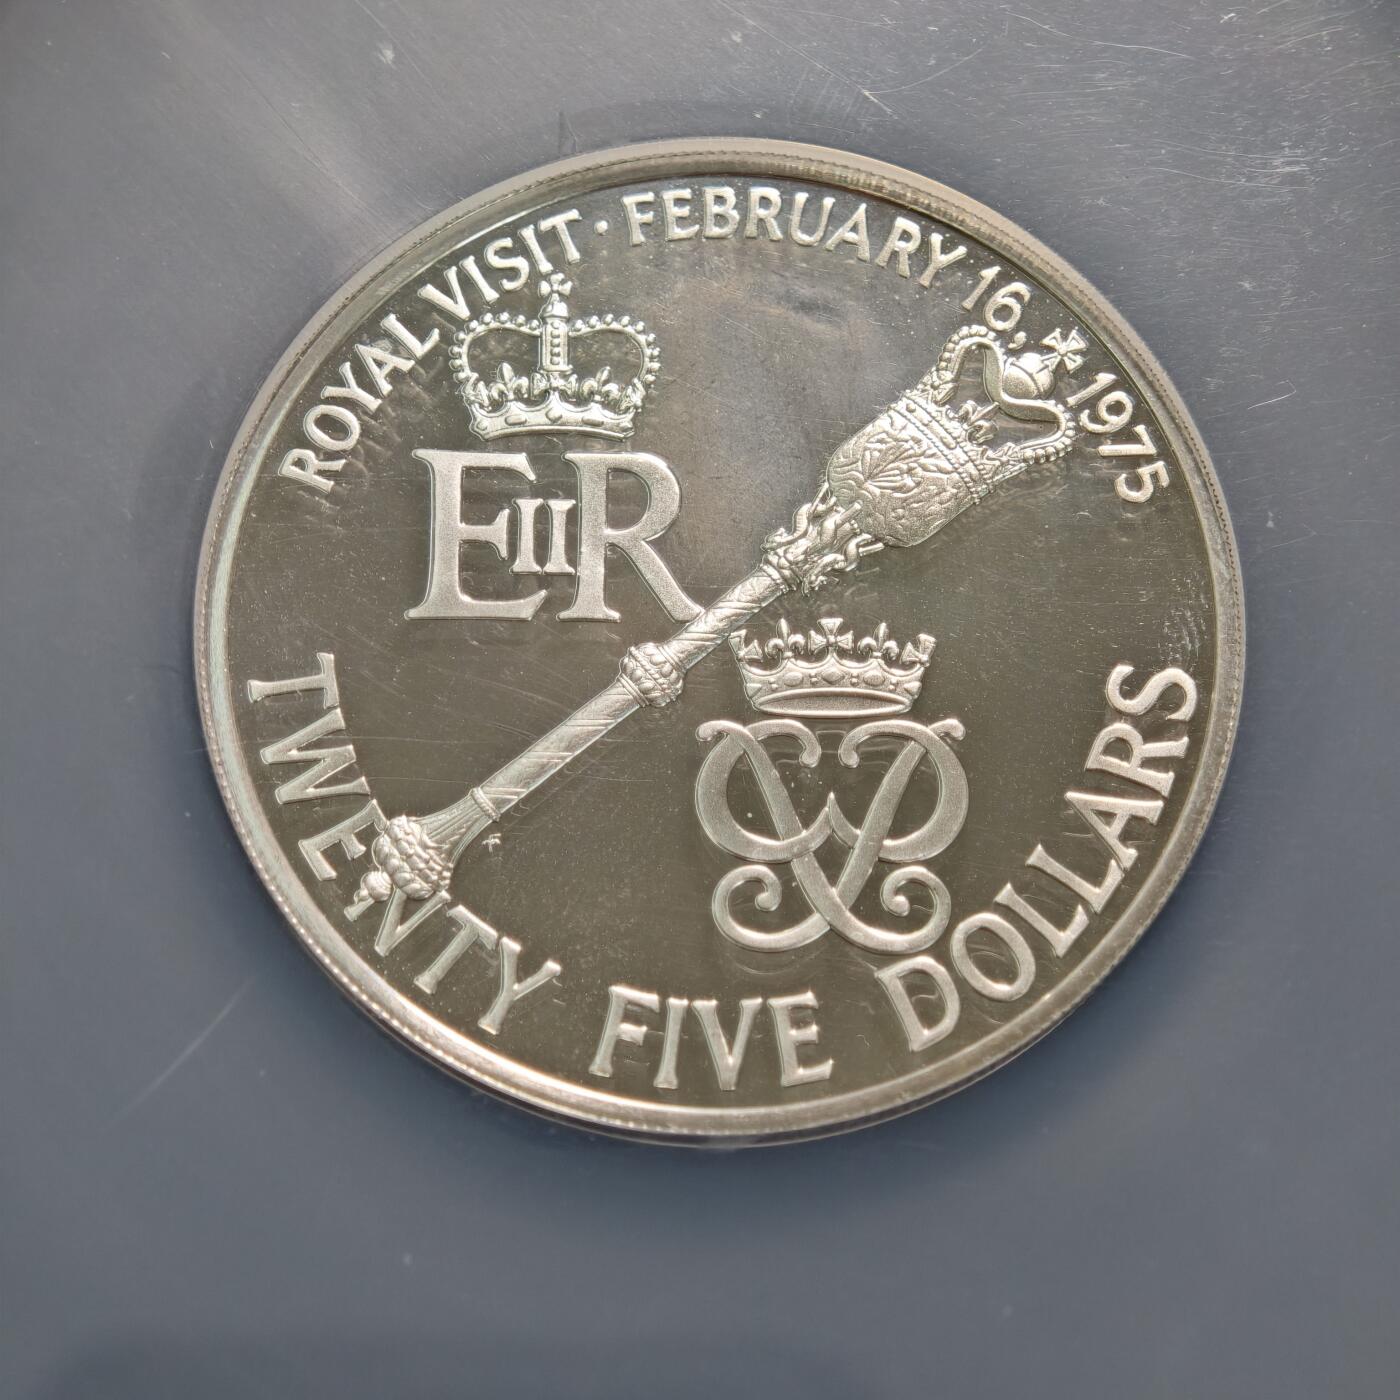 ROYAL VISIT · FEBRUARY 16, 1975
EIIR
TWENTY FIVE DOLLARS